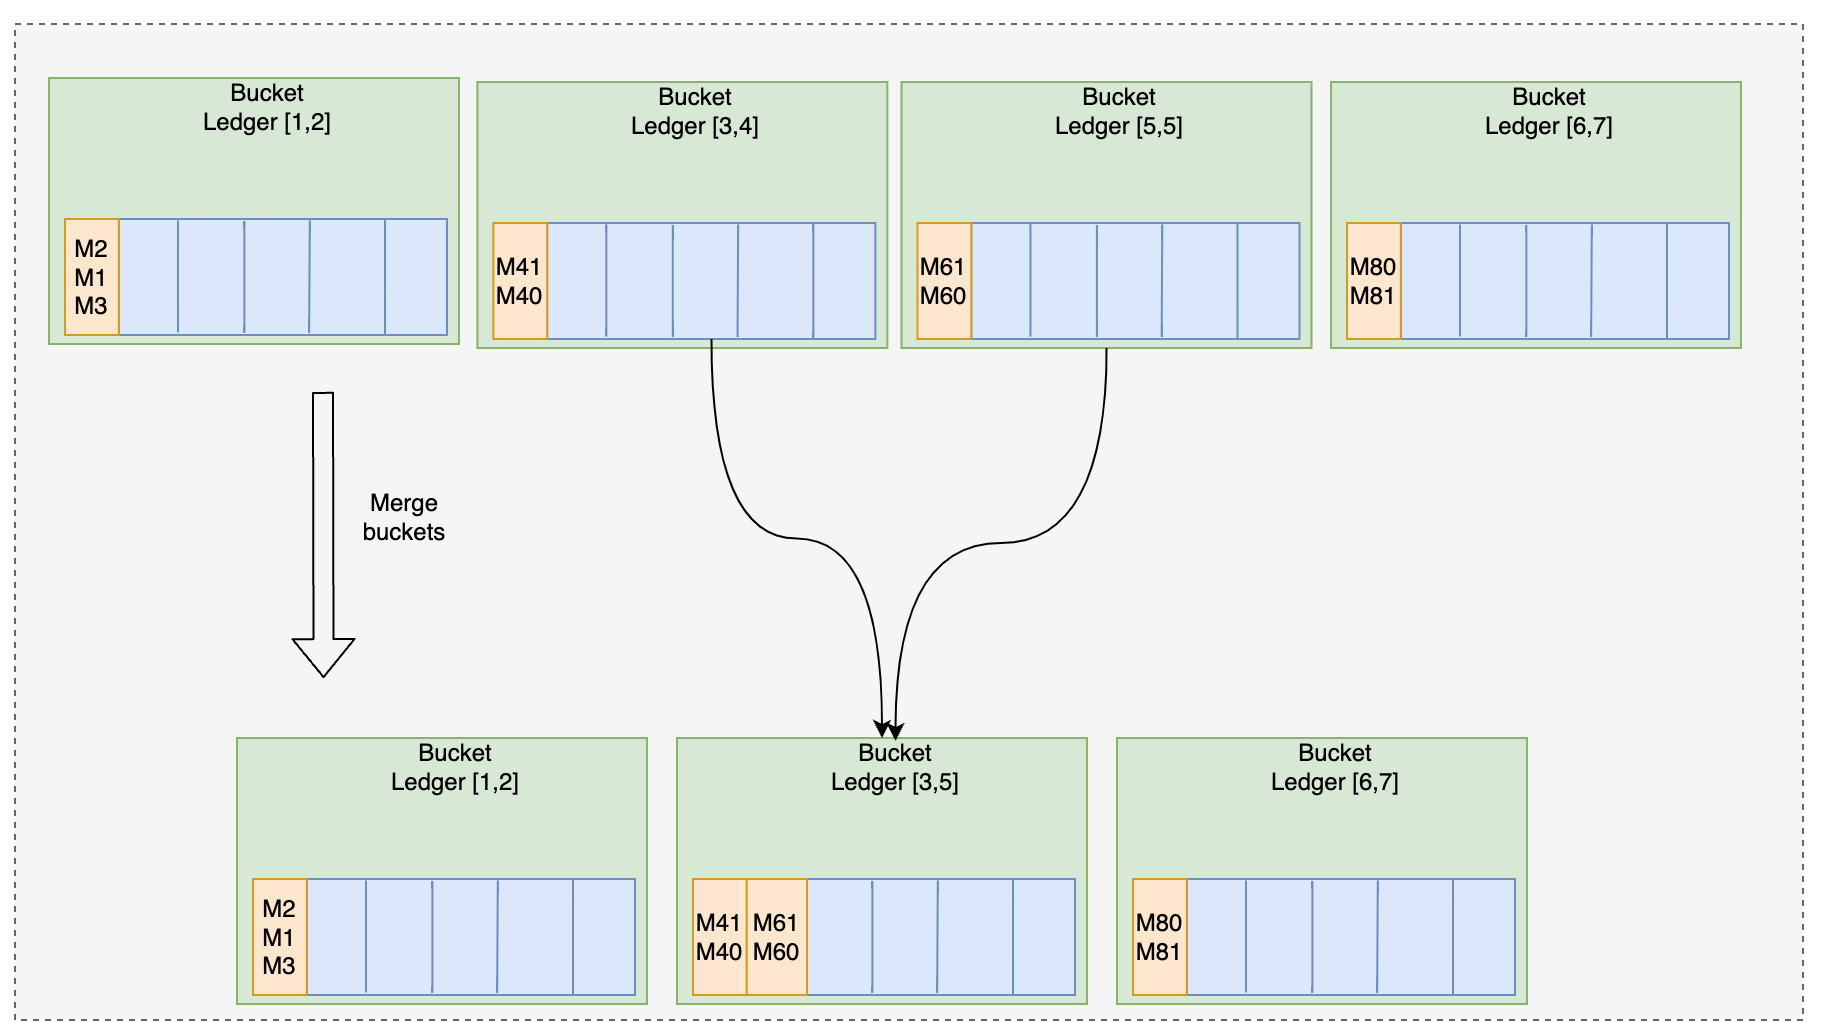 Bucket
Ledger [1,2]
M2
M1
M3
Bucket
Ledger [3,4]
M41
M40
Bucket
Ledger [5,5]
M61
M60
Bucket
Ledger [6,7]
M80
M81
Merge
buckets
Bucket
Ledger [1,2]
M2
M1
M3
Bucket
Ledger [3,5]
M41 M61
M40 M60
Bucket
Ledger [6,7]
M80
M81